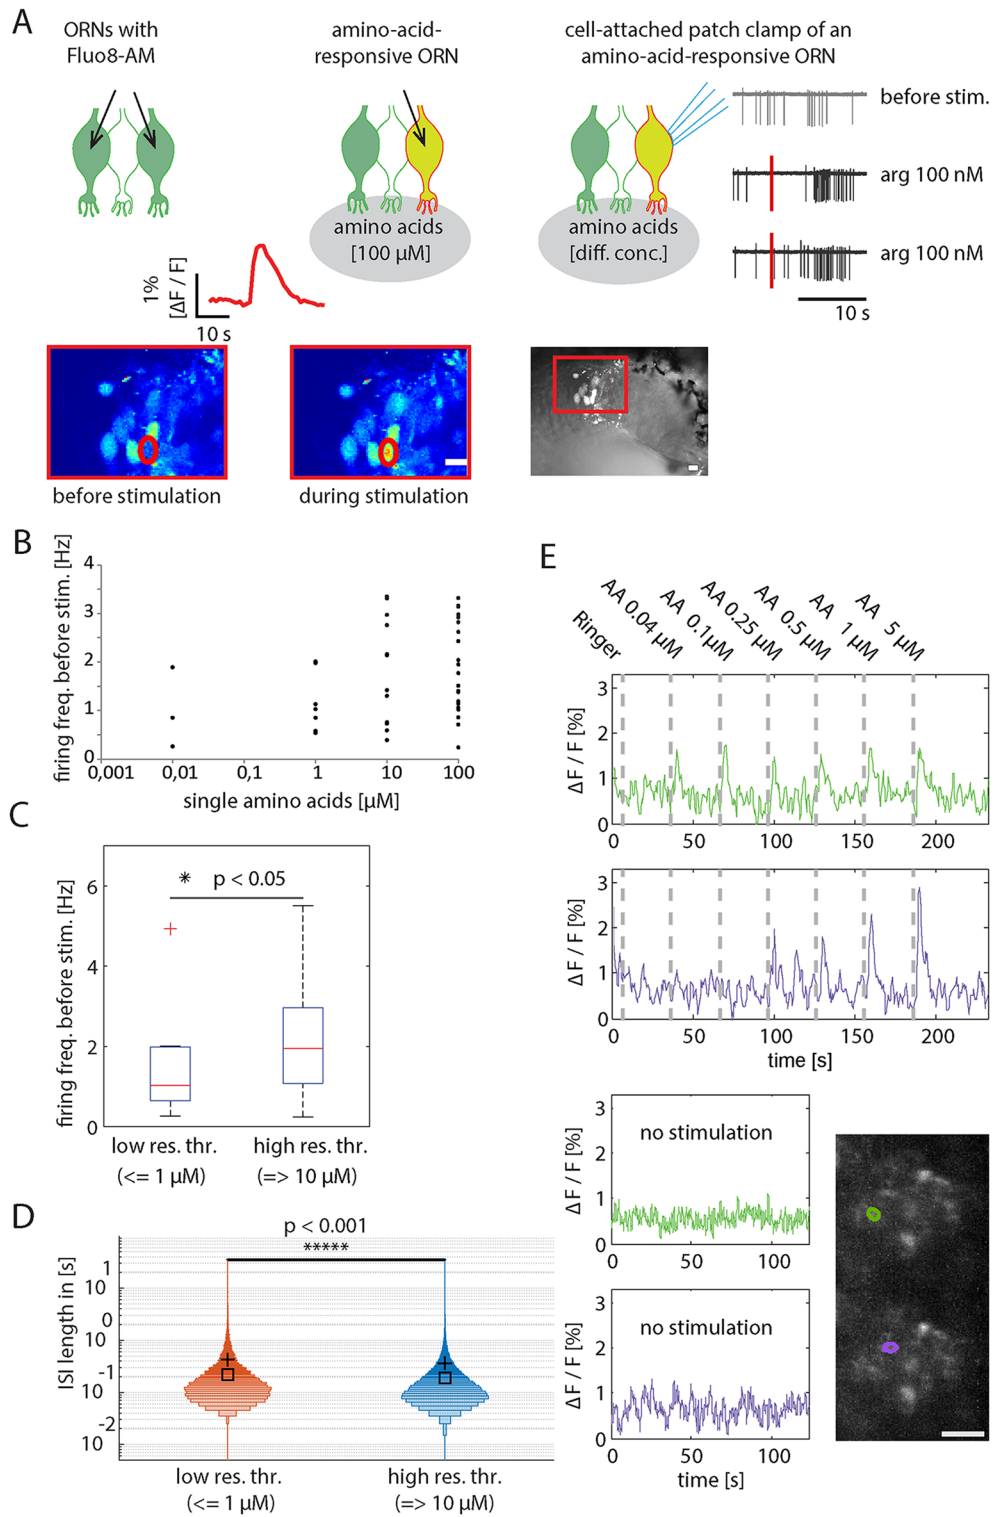 A
ORNs with
Fluo8-AM
amino-acid-
responsive ORN
cell-attached patch clamp of an
amino-acid-responsive ORN
before stim.
arg 100 nM
arg 100 nM
10 s
amino acids
[100 µM]
amino acids
[diff. conc.]
1%
[ΔF / F]
10 s
before stimulation
during stimulation
B
firing freq. before stim. [Hz]
4
3
2
1
0
0,001
0,01
1
10
100
single amino acids [µM]
C
firing freq. before stim. [Hz]
6
4
2
0
* p < 0.05
low res. thr.
(<= 1 µM)
high res. thr.
(=> 10 µM)
D
p < 0.001
*****
ISI length in [s]
10 1
10 0
10 -1
10 -2
low res. thr.
(<= 1 µM)
high res. thr.
(=> 10 µM)
E
Ringer
AA 0.04 µM
AA 0.1µM
AA 0.25 µM
AA 0.5 µM
AA 1 µM
AA 5 µM
ΔF / F [%]
3
2
1
0
0 50 100 150 200
ΔF / F [%]
3
2
1
0
0 50 100 150 200
time [s]
no stimulation
ΔF / F [%]
3
2
1
0
0 50 100
no stimulation
ΔF / F [%]
3
2
1
0
0 50 100
time [s]